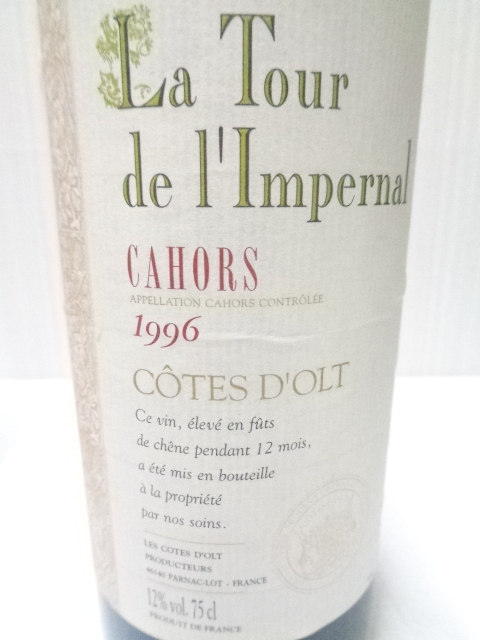 La Tour
de l'Impernal
CAHORS
APPELLATION CAHORS CONTRÔLÉE
1996
CÔTES D'OLT
Ce vin, élevé en fûts
de chêne pendant 12 mois,
a été mis en bouteille
à la propriété
par nos soins.
LES COTES D'OLT
PRODUCTEURS
46140 PARNAC-LOT - FRANCE
12% vol. 75 cl
PRODUIT DE FRANCE